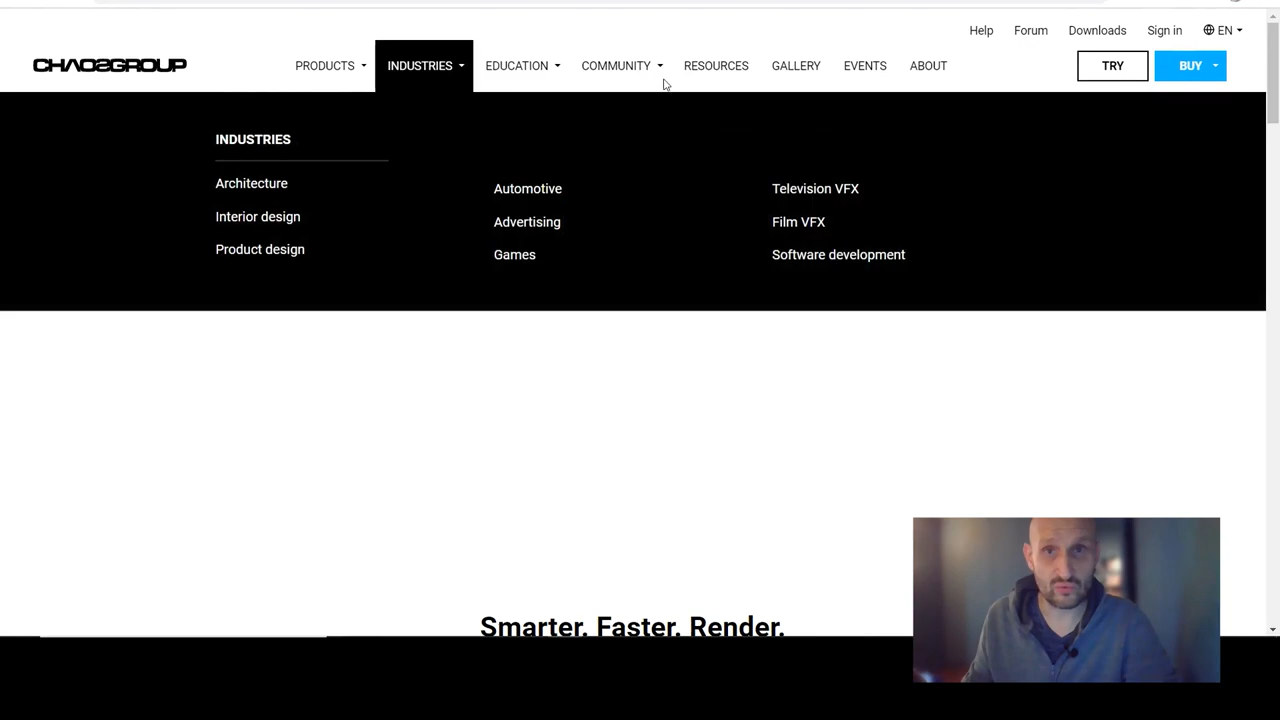 Help Forum Downloads Sign in EN
CHAOSGROUP PRODUCTS INDUSTRIES EDUCATION COMMUNITY RESOURCES GALLERY EVENTS ABOUT TRY BUY
INDUSTRIES
Architecture
Interior design
Product design
Automotive
Advertising
Games
Television VFX
Film VFX
Software development
Smarter. Faster. Render.